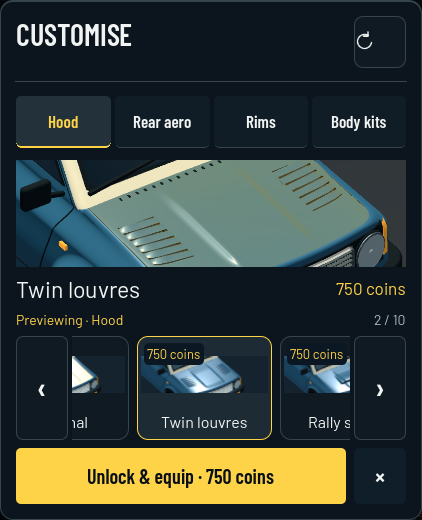 CUSTOMISE
Hood
Rear aero
Rims
Body kits
Twin louvres
750 coins
Previewing · Hood
2 / 10
‹
nal
750 coins
Twin louvres
750 coins
Rally s
›
Unlock & equip · 750 coins
×